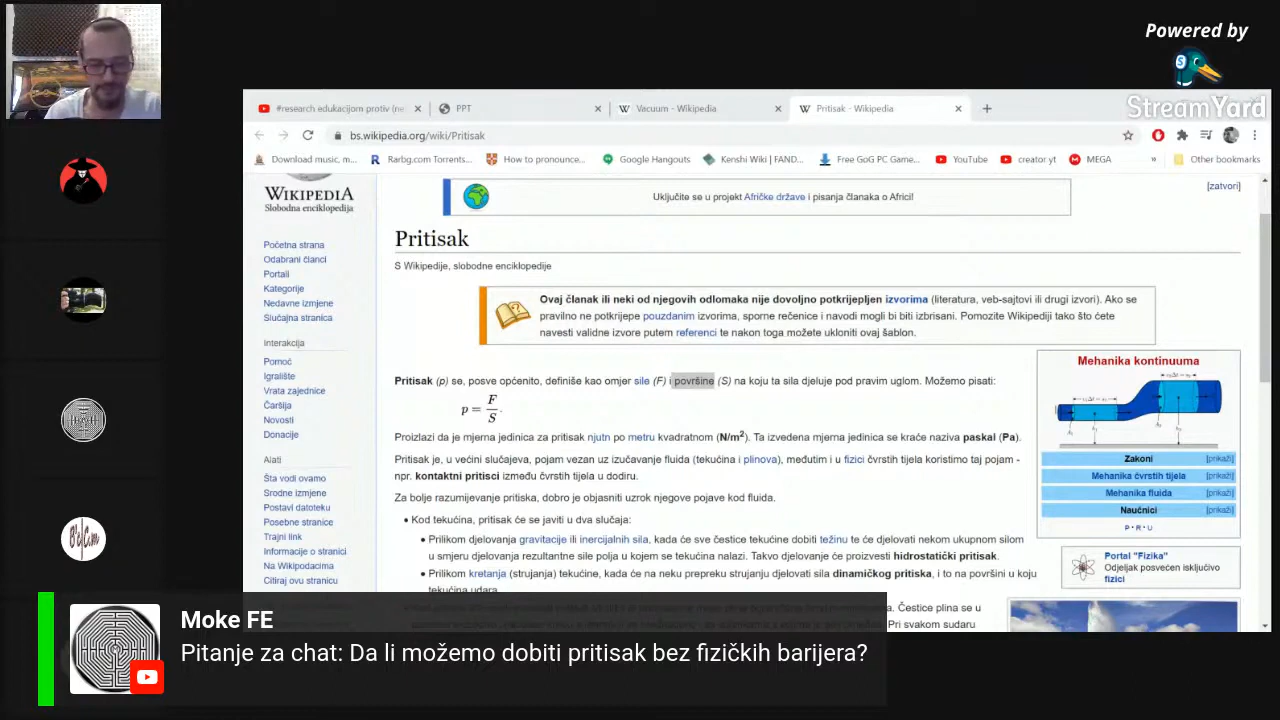 Powered by
StreamYard
#research edukacijom protiv (ne
PPT
Vacuum - Wikipedia
Pritisak - Wikipedia
bs.wikipedia.org/wiki/Pritisak
Download music, m...
Rarbg.com Torrents...
How to pronounce...
Google Hangouts
Kenshi Wiki | FAND...
Free GoG PC Game...
YouTube
creator yt
MEGA
»
Other bookmarks
WIKIPEDIA
Slobodna enciklopedija
Uključite se u projekt Afričke države i pisanja članaka o Africi!
[zatvori]
Početna strana
Odabrani članci
Portali
Kategorije
Nedavne izmjene
Slučajna stranica
Interakcija
Pomoć
Igralište
Vrata zajednice
Čaršija
Novosti
Donacije
Alati
Šta vodi ovamo
Srodne izmjene
Postavi datoteku
Posebne stranice
Trajni link
Informacije o stranici
Na Wikipodacima
Citiraj ovu stranicu
Pritisak
S Wikipedije, slobodne enciklopedije
Ovaj članak ili neki od njegovih odlomaka nije dovoljno potkrijepljen izvorima (literatura, veb-sajtovi ili drugi izvori). Ako se
pravilno ne potkrijepe pouzdanim izvorima, sporne rečenice i navodi mogli bi biti izbrisani. Pomozite Wikipediji tako što ćete
navesti validne izvore putem referenci te nakon toga možete ukloniti ovaj šablon.
Pritisak (p) se, posve općenito, definiše kao omjer sile (F) i površine (S) na koju ta sila djeluje pod pravim uglom. Možemo pisati:
p = F/S
Proizlazi da je mjerna jedinica za pritisak njutn po metru kvadratnom (N/m²). Ta izvedena mjerna jedinica se kraće naziva paskal (Pa).
Pritisak je, u većini slučajeva, pojam vezan uz izučavanje fluida (tekućina i plinova), međutim i u fizici čvrstih tijela koristimo taj pojam -
npr. kontaktni pritisci između čvrstih tijela u dodiru.
Za bolje razumijevanje pritiska, dobro je objasniti uzrok njegove pojave kod fluida.
• Kod tekućina, pritisak će se javiti u dva slučaja:
• Prilikom djelovanja gravitacije ili inercijalnih sila, kada će sve čestice tekućine dobiti težinu te će djelovati nekom ukupnom silom
u smjeru djelovanja rezultantne sile polja u kojem se tekućina nalazi. Takvo djelovanje će proizvesti hidrostatički pritisak.
• Prilikom kretanja (strujanja) tekućine, kada će na neku prepreku strujanju djelovati sila dinamičkog pritiska, i to na površini u koju
tekućina udara.
Čestice plina se u
Pri svakom sudaru
Mehanika kontinuuma
Zakoni [prikaži]
Mehanika čvrstih tijela [prikaži]
Mehanika fluida [prikaži]
Naučnici [prikaži]
P • R • U
Portal "Fizika"
Odjeljak posvećen isključivo
fizici
Moke FE
Pitanje za chat: Da li možemo dobiti pritisak bez fizičkih barijera?